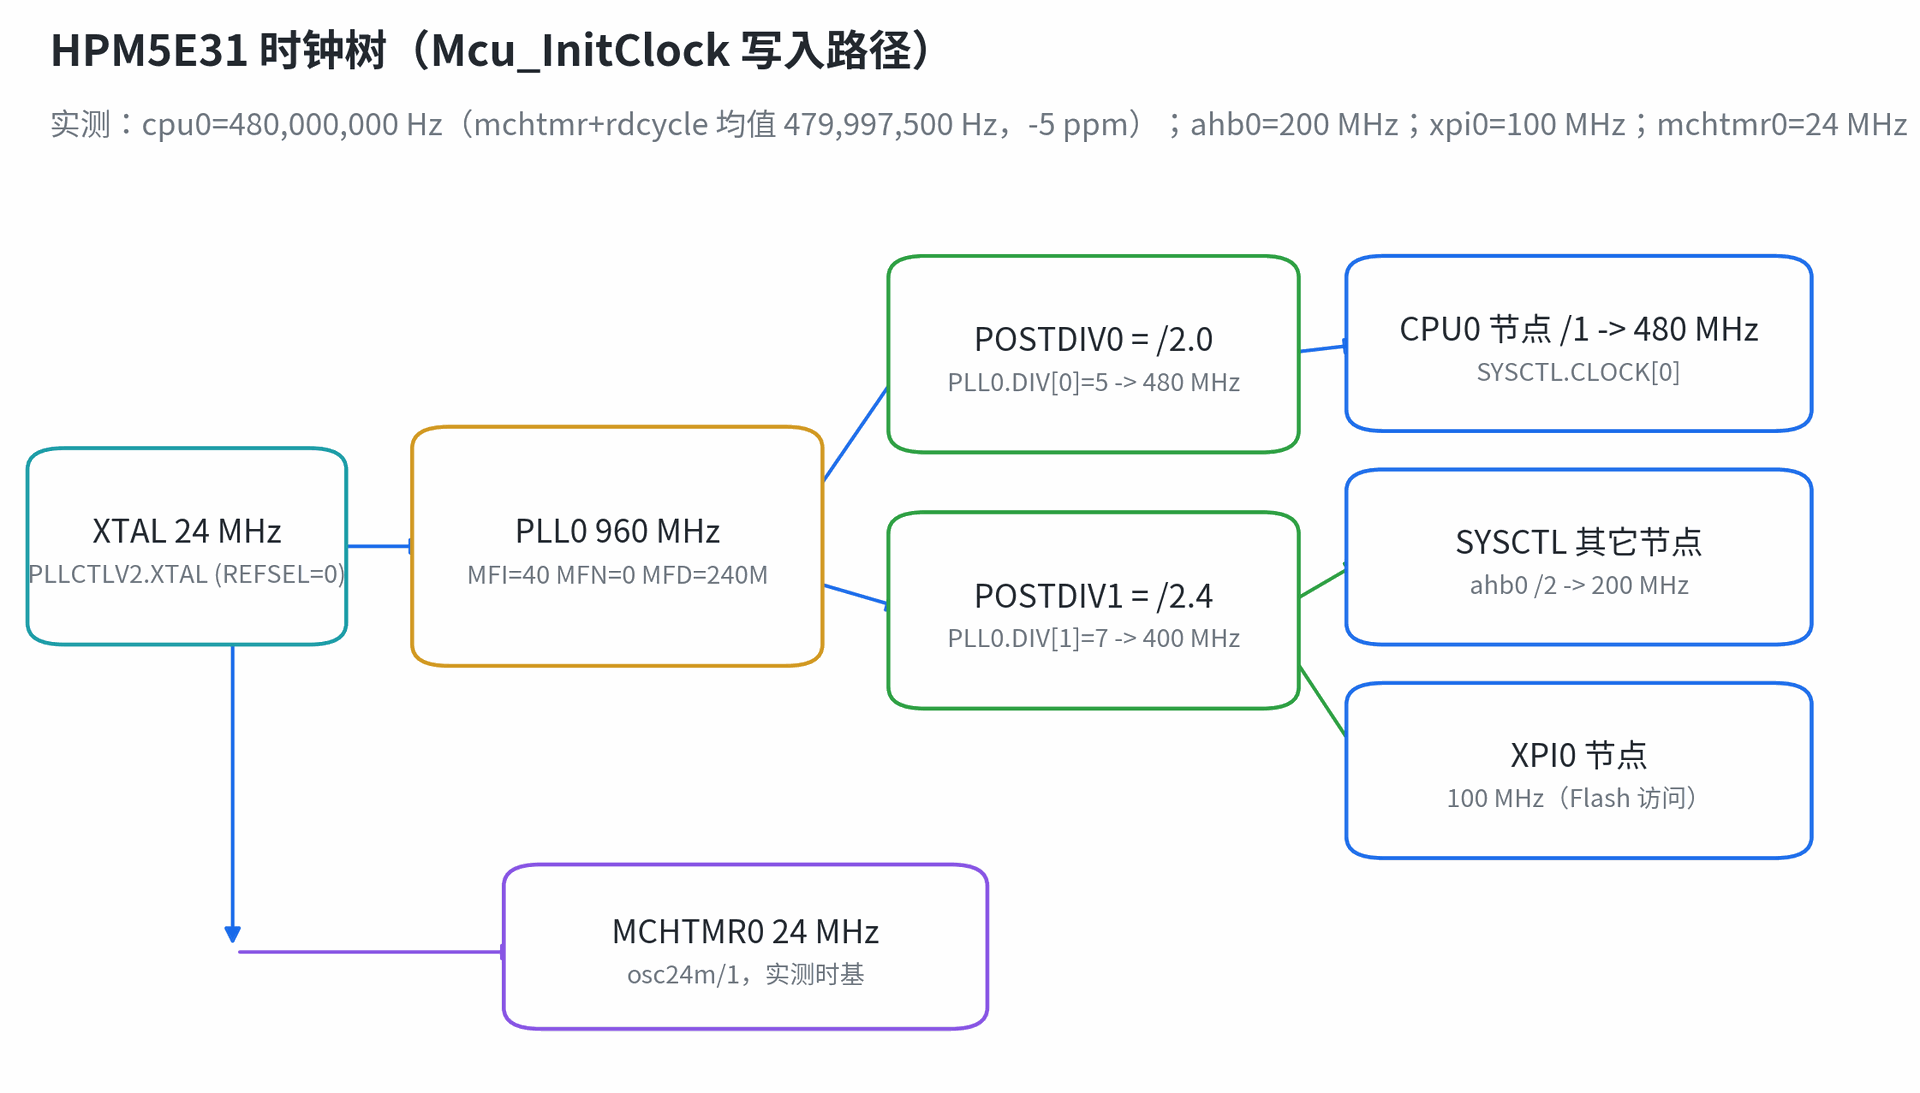 HPM5E31 时钟树（Mcu_InitClock 写入路径）
实测：cpu0=480,000,000 Hz（mchtmr+rdcycle 均值 479,997,500 Hz，-5 ppm）；ahb0=200 MHz；xpi0=100 MHz；mchtmr0=24 MHz
POSTDIV0 = /2.0
PLL0.DIV[0]=5 -> 480 MHz
CPU0 节点 /1 -> 480 MHz
SYSCTL.CLOCK[0]
XTAL 24 MHz
PLLCTLV2.XTAL (REFSEL=0)
PLL0 960 MHz
MFI=40 MFN=0 MFD=240M
POSTDIV1 = /2.4
PLL0.DIV[1]=7 -> 400 MHz
SYSCTL 其它节点
ahb0 /2 -> 200 MHz
XPI0 节点
100 MHz（Flash 访问）
MCHTMR0 24 MHz
osc24m/1，实测时基